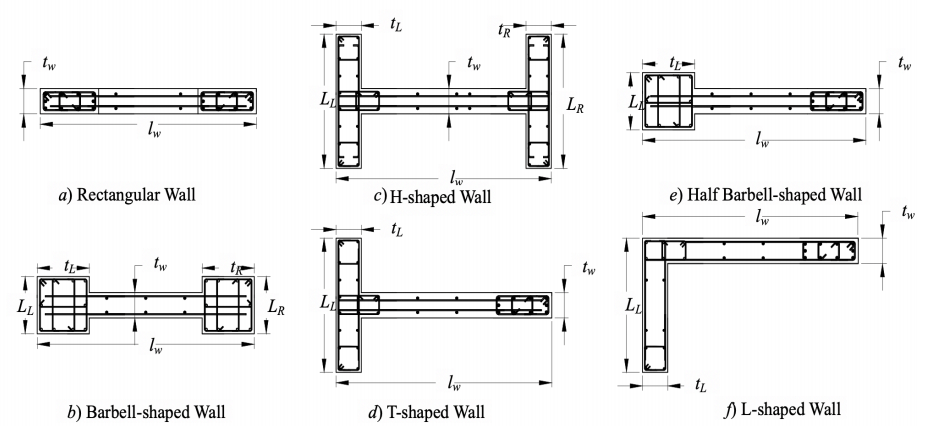 t_w
l_w
a) Rectangular Wall
t_L
t_R
t_w
L_L
L_R
l_w
c) H-shaped Wall
t_L
t_w
L_L
l_w
e) Half Barbell-shaped Wall
t_L
t_w
t_R
L_L
L_R
l_w
b) Barbell-shaped Wall
t_L
t_w
L_L
l_w
d) T-shaped Wall
l_w
t_w
L_L
t_L
f) L-shaped Wall